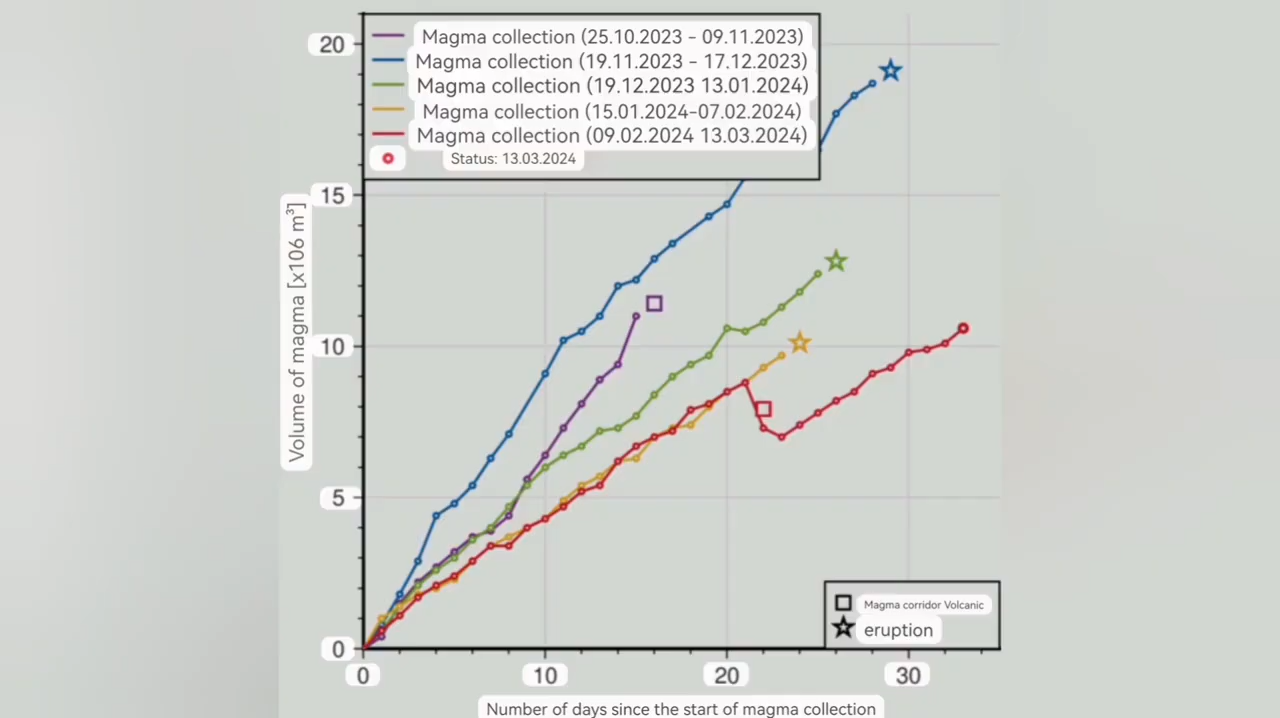 20
Magma collection (25.10.2023 - 09.11.2023)
Magma collection (19.11.2023 - 17.12.2023)
Magma collection (19.12.2023 13.01.2024)
Magma collection (15.01.2024-07.02.2024)
Magma collection (09.02.2024 13.03.2024)
Status: 13.03.2024
15
Volume of magma [x106 m³]
10
5
Magma corridor Volcanic
eruption
0
0 10 20 30
Number of days since the start of magma collection